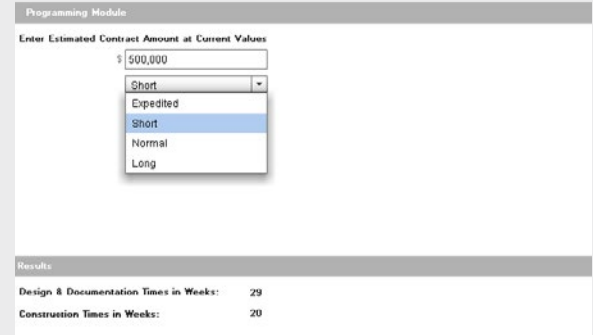 Programming Module
Enter Estimated Contract Amount at Current Values
$ 500,000
Short
Expedited
Short
Normal
Long
Results
Design & Documentation Times in Weeks: 29
Construction Times in Weeks: 20